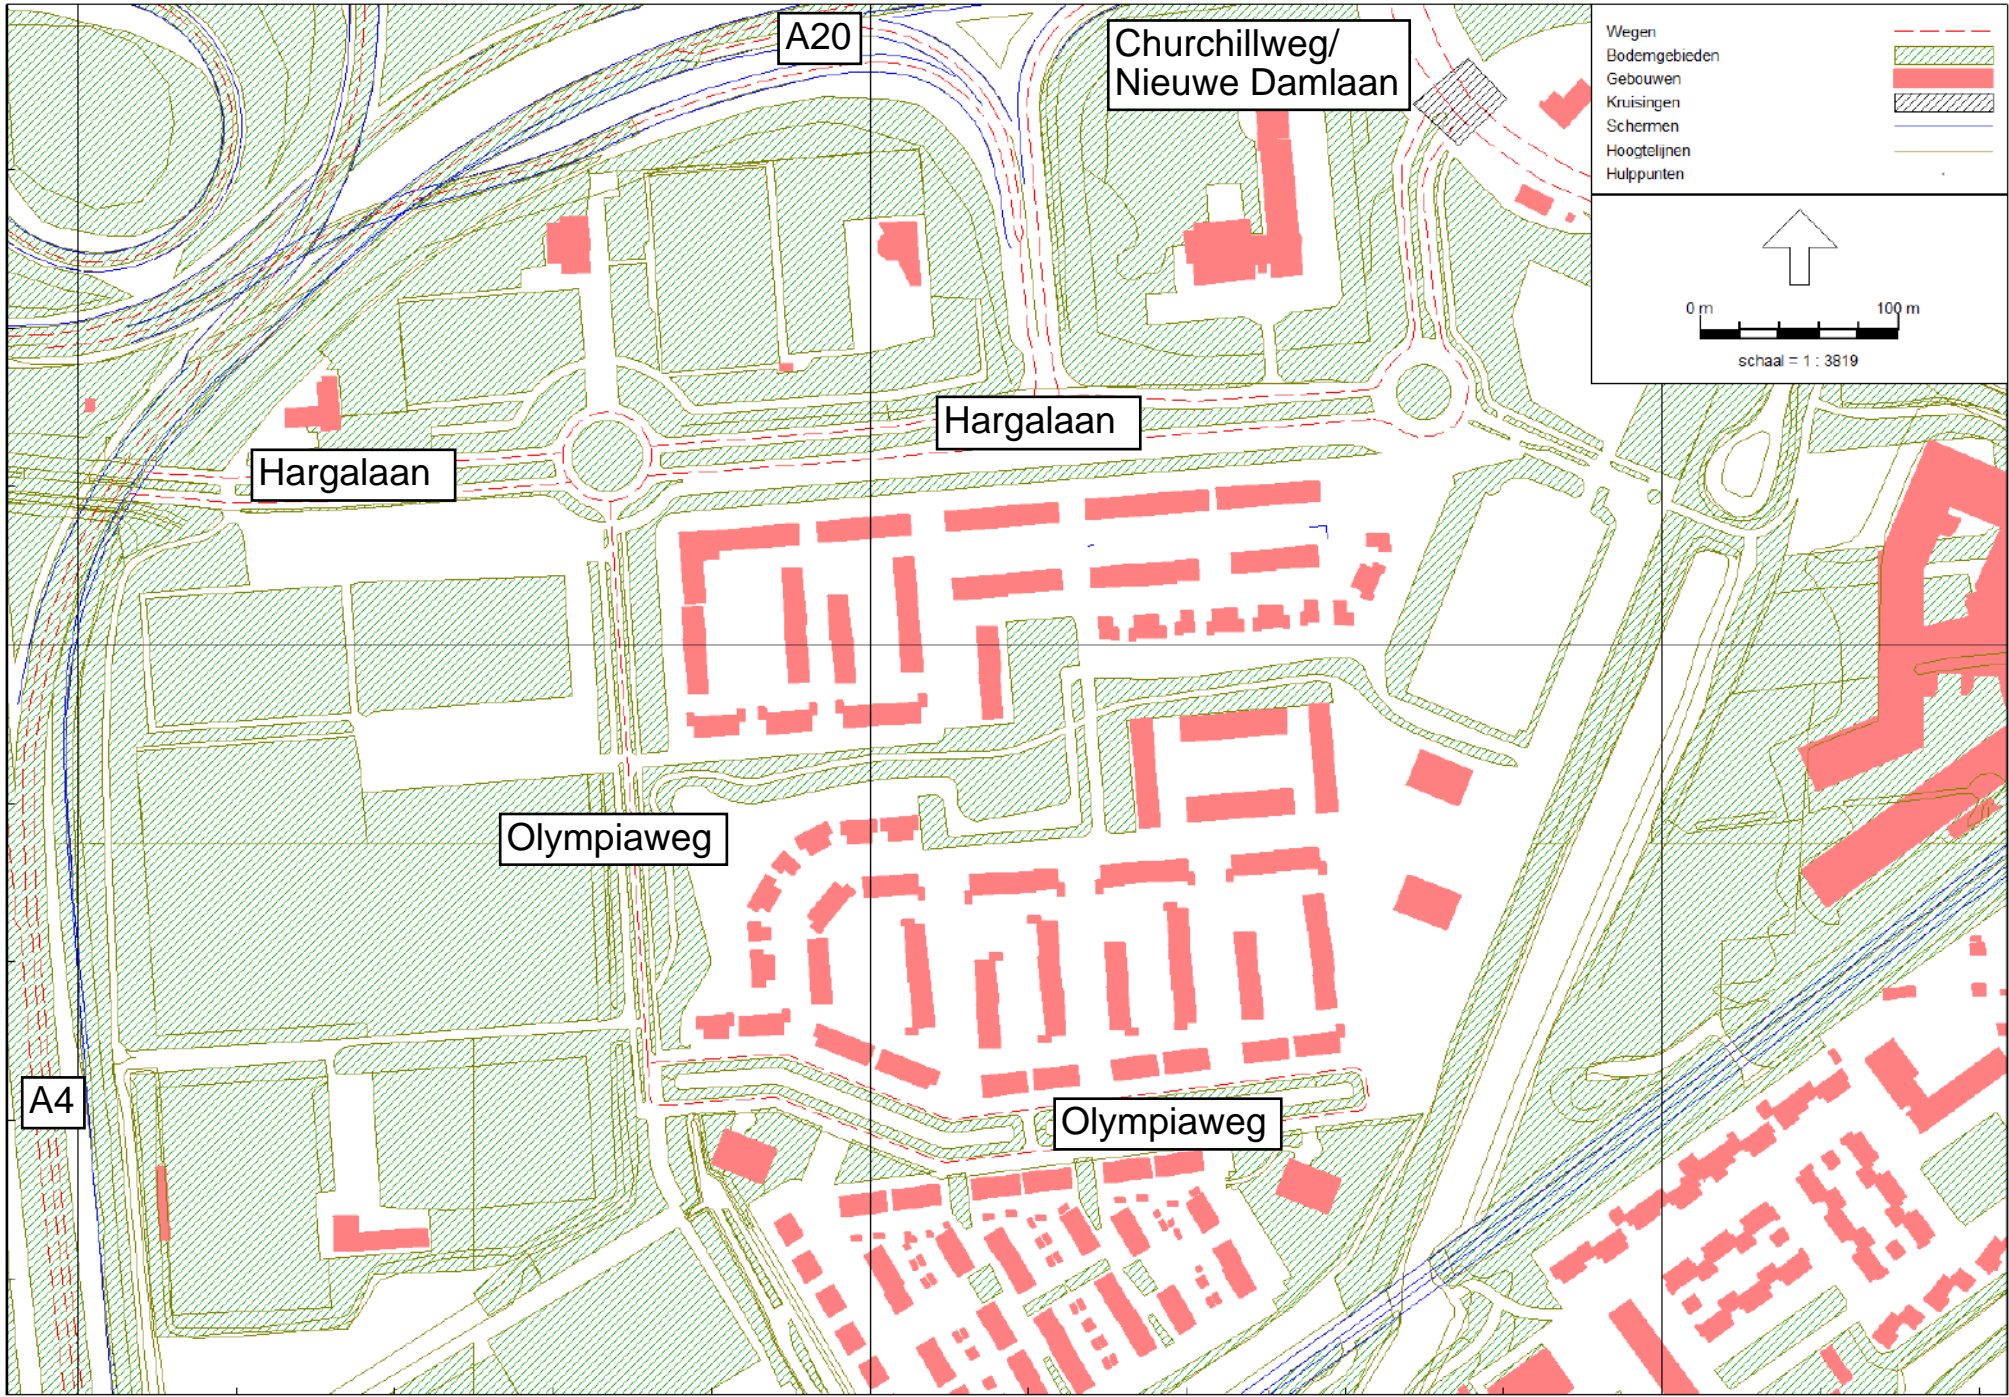 A20
Churchillweg/
Nieuwe Damlaan
Wegen
Bodemgebieden
Gebouwen
Kruisingen
Schermen
Hoogtelijnen
Hulppunten
0 m
100 m
schaal = 1 : 3819
Hargalaan
Hargalaan
Olympiaweg
A4
Olympiaweg